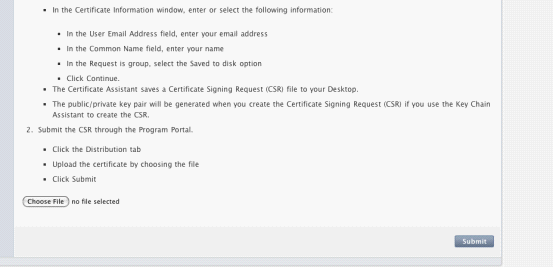 ▪ In the Certificate Information window, enter or select the following information:
▪ In the User Email Address field, enter your email address
▪ In the Common Name field, enter your name
▪ In the Request is group, select the Saved to disk option
▪ Click Continue.
▪ The Certificate Assistant saves a Certificate Signing Request (CSR) file to your Desktop.
▪ The public/private key pair will be generated when you create the Certificate Signing Request (CSR) if you use the Key Chain
Assistant to create the CSR.
2. Submit the CSR through the Program Portal.
▪ Click the Distribution tab
▪ Upload the certificate by choosing the file
▪ Click Submit
Choose File no file selected
Submit